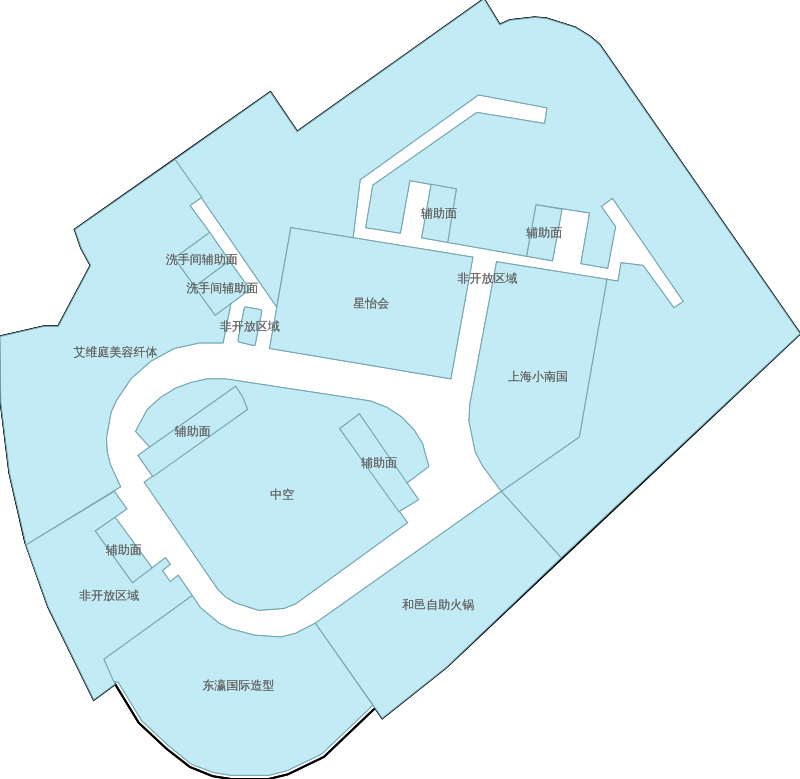 辅助面
辅助面
洗手间辅助面
非开放区域
洗手间辅助面
星怡会
非开放区域
艾维庭美容纤体
上海小南国
辅助面
辅助面
中空
辅助面
非开放区域
和邑自助火锅
东瀛国际造型